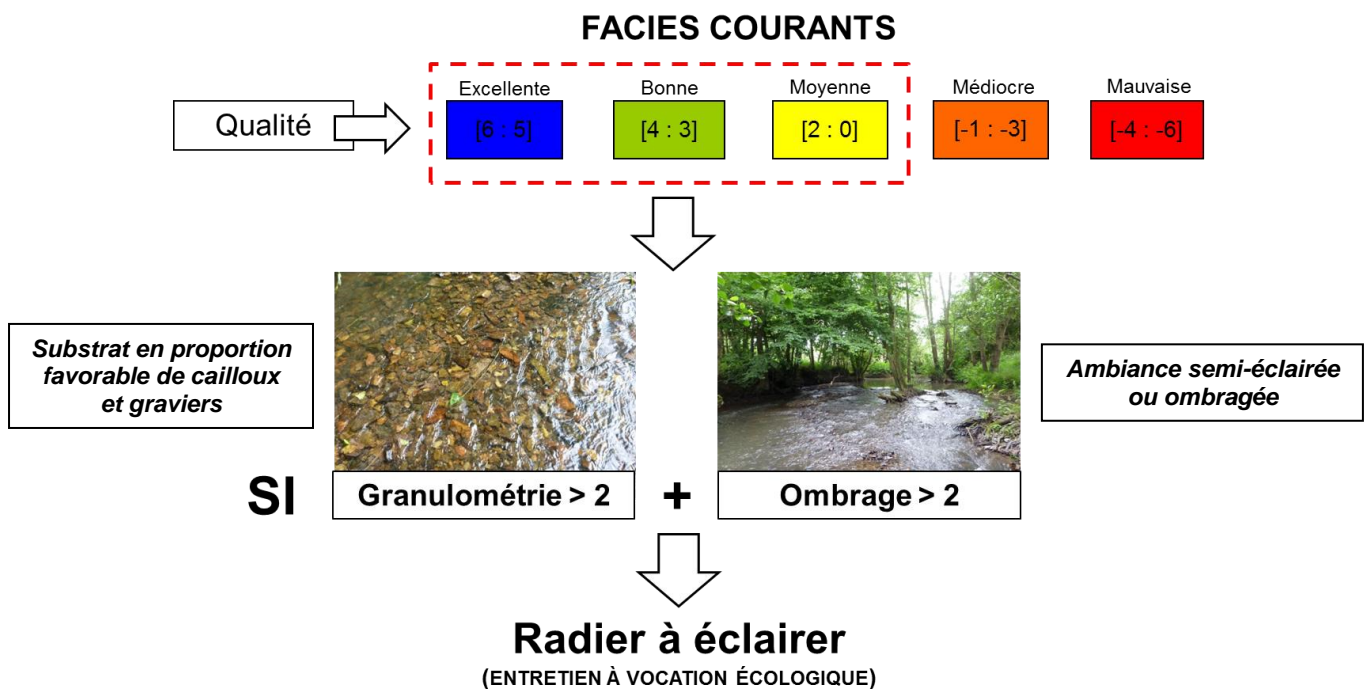 FACIES COURANTS
Qualité
Excellente
[6 : 5]
Bonne
[4 : 3]
Moyenne
[2 : 0]
Médiocre
[-1 : -3]
Mauvaise
[-4 : -6]
Substrat en proportion
favorable de cailloux
et graviers
Ambiance semi-éclairée
ou ombragée
SI
Granulométrie > 2
+
Ombrage > 2
Radier à éclairer
(ENTRETIEN À VOCATION ÉCOLOGIQUE)